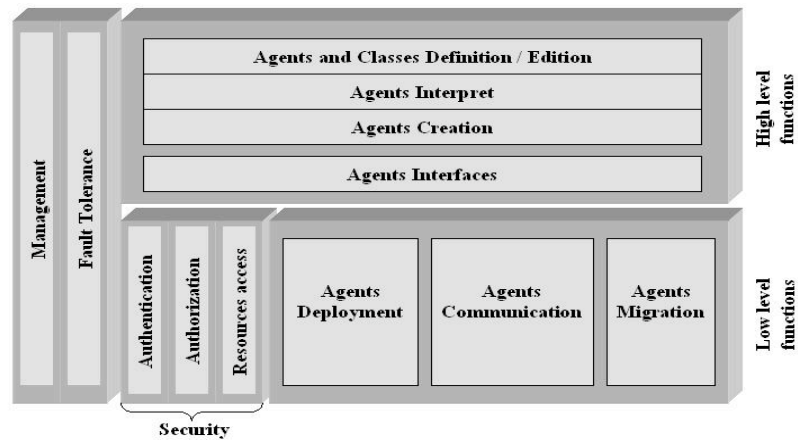 Agents and Classes Definition / Edition
Agents Interpret
Agents Creation
Agents Interfaces
High level
functions
Management
Fault Tolerance
Authentication
Authorization
Resources access
Agents
Deployment
Agents
Communication
Agents
Migration
Low level
functions
Security